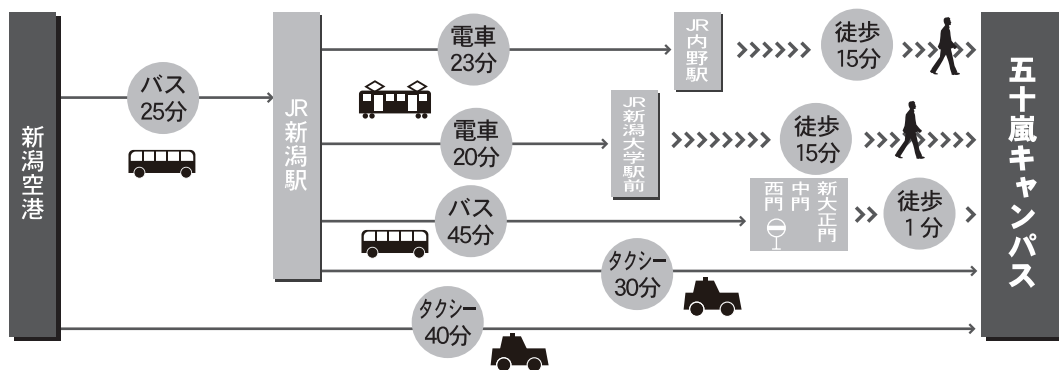 新潟空港
バス
25分
JR新潟駅
電車
23分
JR内野駅
徒歩
15分
電車
20分
JR新潟大学駅前
徒歩
15分
バス
45分
新大正門
中門
西門
徒歩
1分
タクシー
30分
タクシー
40分
五十嵐キャンパス